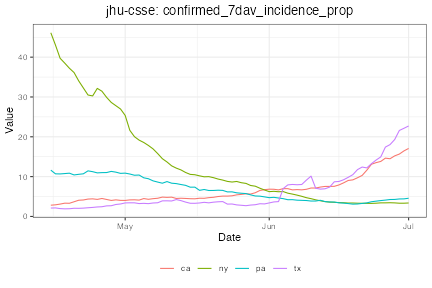 jhu-csse: confirmed_7dav_incidence_prop
Value
40
30
20
10
0
May
Jun
Jul
Date
ca
ny
pa
tx